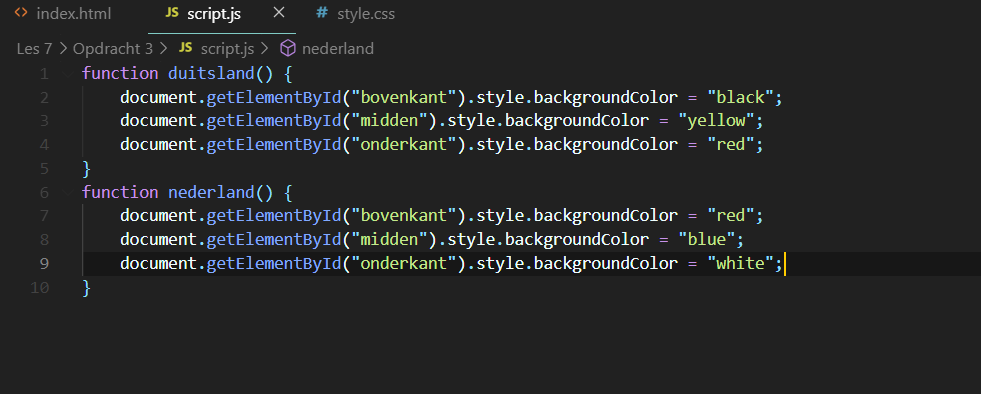 index.html JS script.js × # style.css
Les 7 > Opdracht 3 > JS script.js > nederland
1 function duitsland() {
2 document.getElementById("bovenkant").style.backgroundColor = "black";
3 document.getElementById("midden").style.backgroundColor = "yellow";
4 document.getElementById("onderkant").style.backgroundColor = "red";
5 }
6 function nederland() {
7 document.getElementById("bovenkant").style.backgroundColor = "red";
8 document.getElementById("midden").style.backgroundColor = "blue";
9 document.getElementById("onderkant").style.backgroundColor = "white";
10 }